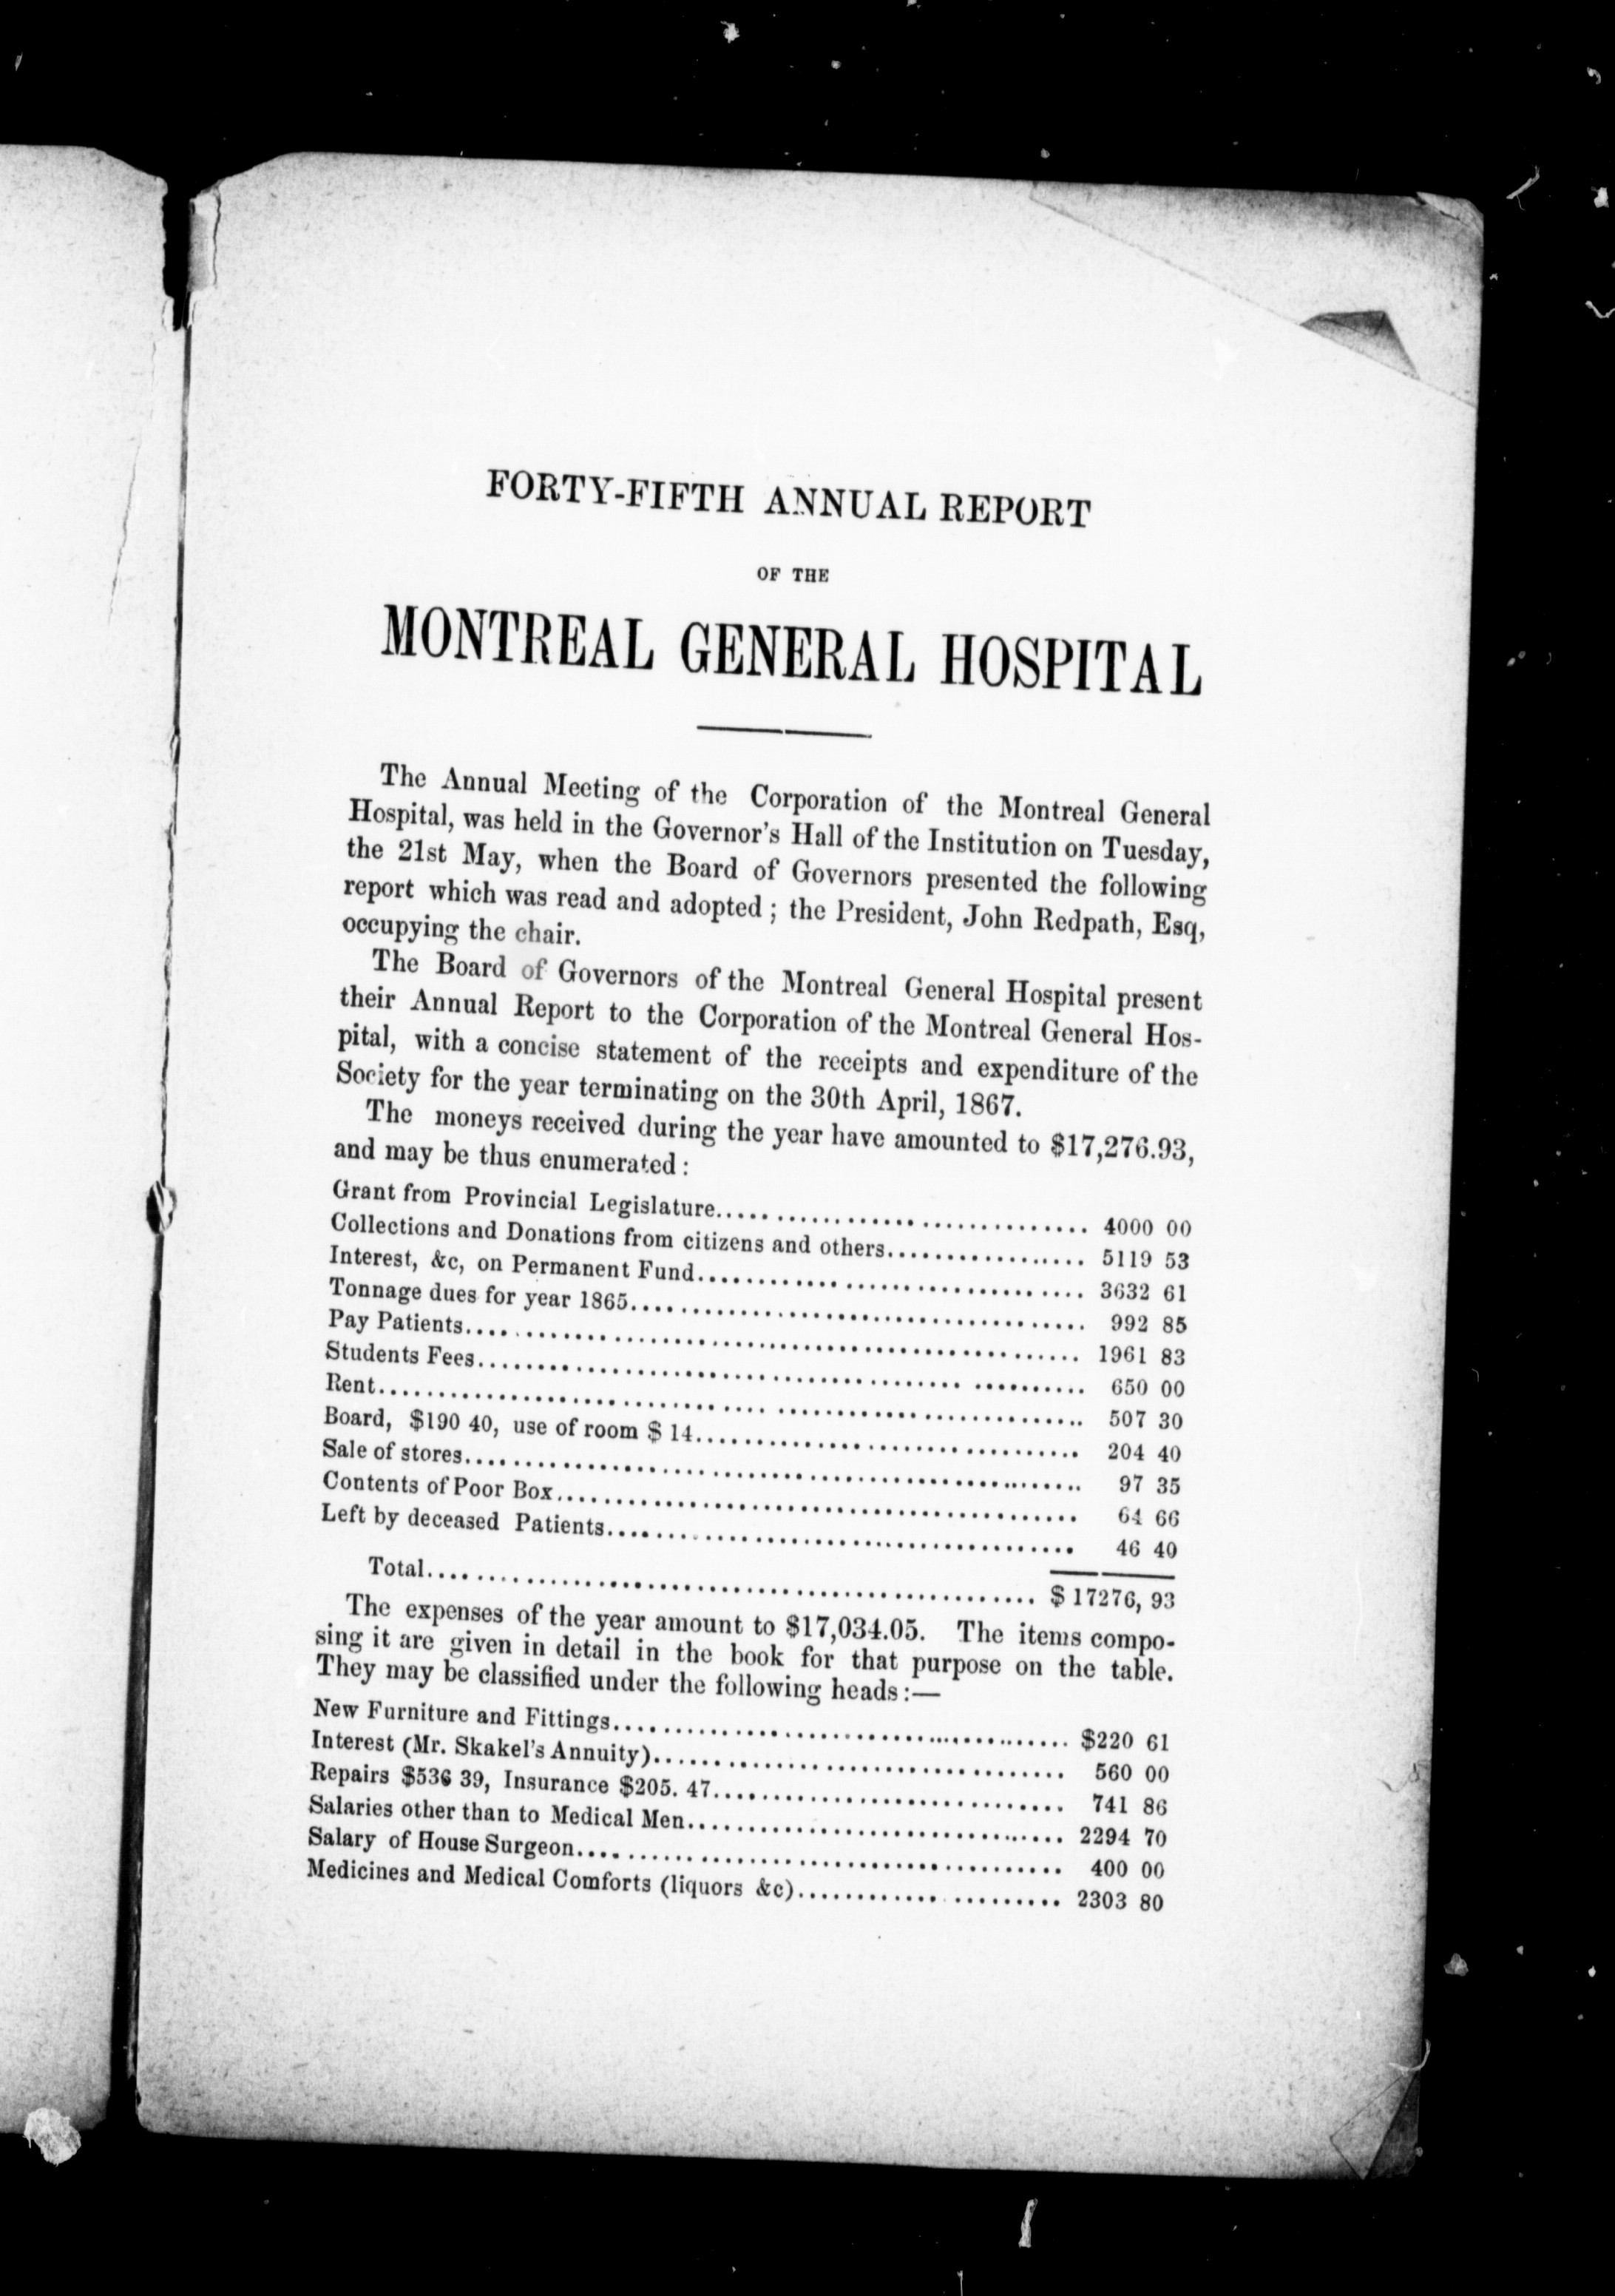 FORTY-FIFTH ANNUAL REPORT
OF THE
MONTREAL GENERAL HOSPITAL
The Annual Meeting of the Corporation of the Montreal General
Hospital, was held in the Governor's Hall of the Institution on Tuesday,
the 21st May, when the Board of Governors presented the following
report which was read and adopted; the President, John Redpath, Esq,
occupying the chair.
The Board of Governors of the Montreal General Hospital present
their Annual Report to the Corporation of the Montreal General Hos-
pital, with a concise statement of the receipts and expenditure of the
Society for the year terminating on the 30th April, 1867.
The moneys received during the year have amounted to $17,276.93,
and may be thus enumerated:
Grant from Provincial Legislature.......... 4000 00
Collections and Donations from citizens and others.......... 5119 53
Interest, &c, on Permanent Fund.......... 3632 61
Tonnage dues for year 1865.......... 992 85
Pay Patients.......... 1961 83
Students Fees.......... 650 00
Rent.......... 507 30
Board, $190 40, use of room $ 14.......... 204 40
Sale of stores.......... 97 35
Contents of Poor Box.......... 64 66
Left by deceased Patients.......... 46 40
Total.......... $ 17276, 93
The expenses of the year amount to $17,034.05. The items compo-
sing it are given in detail in the book for that purpose on the table.
They may be classified under the following heads:—
New Furniture and Fittings.......... $220 61
Interest (Mr. Skakel's Annuity).......... 560 00
Repairs $536 39, Insurance $205. 47.......... 741 86
Salaries other than to Medical Men.......... 2294 70
Salary of House Surgeon.......... 400 00
Medicines and Medical Comforts (liquors &c).......... 2303 80